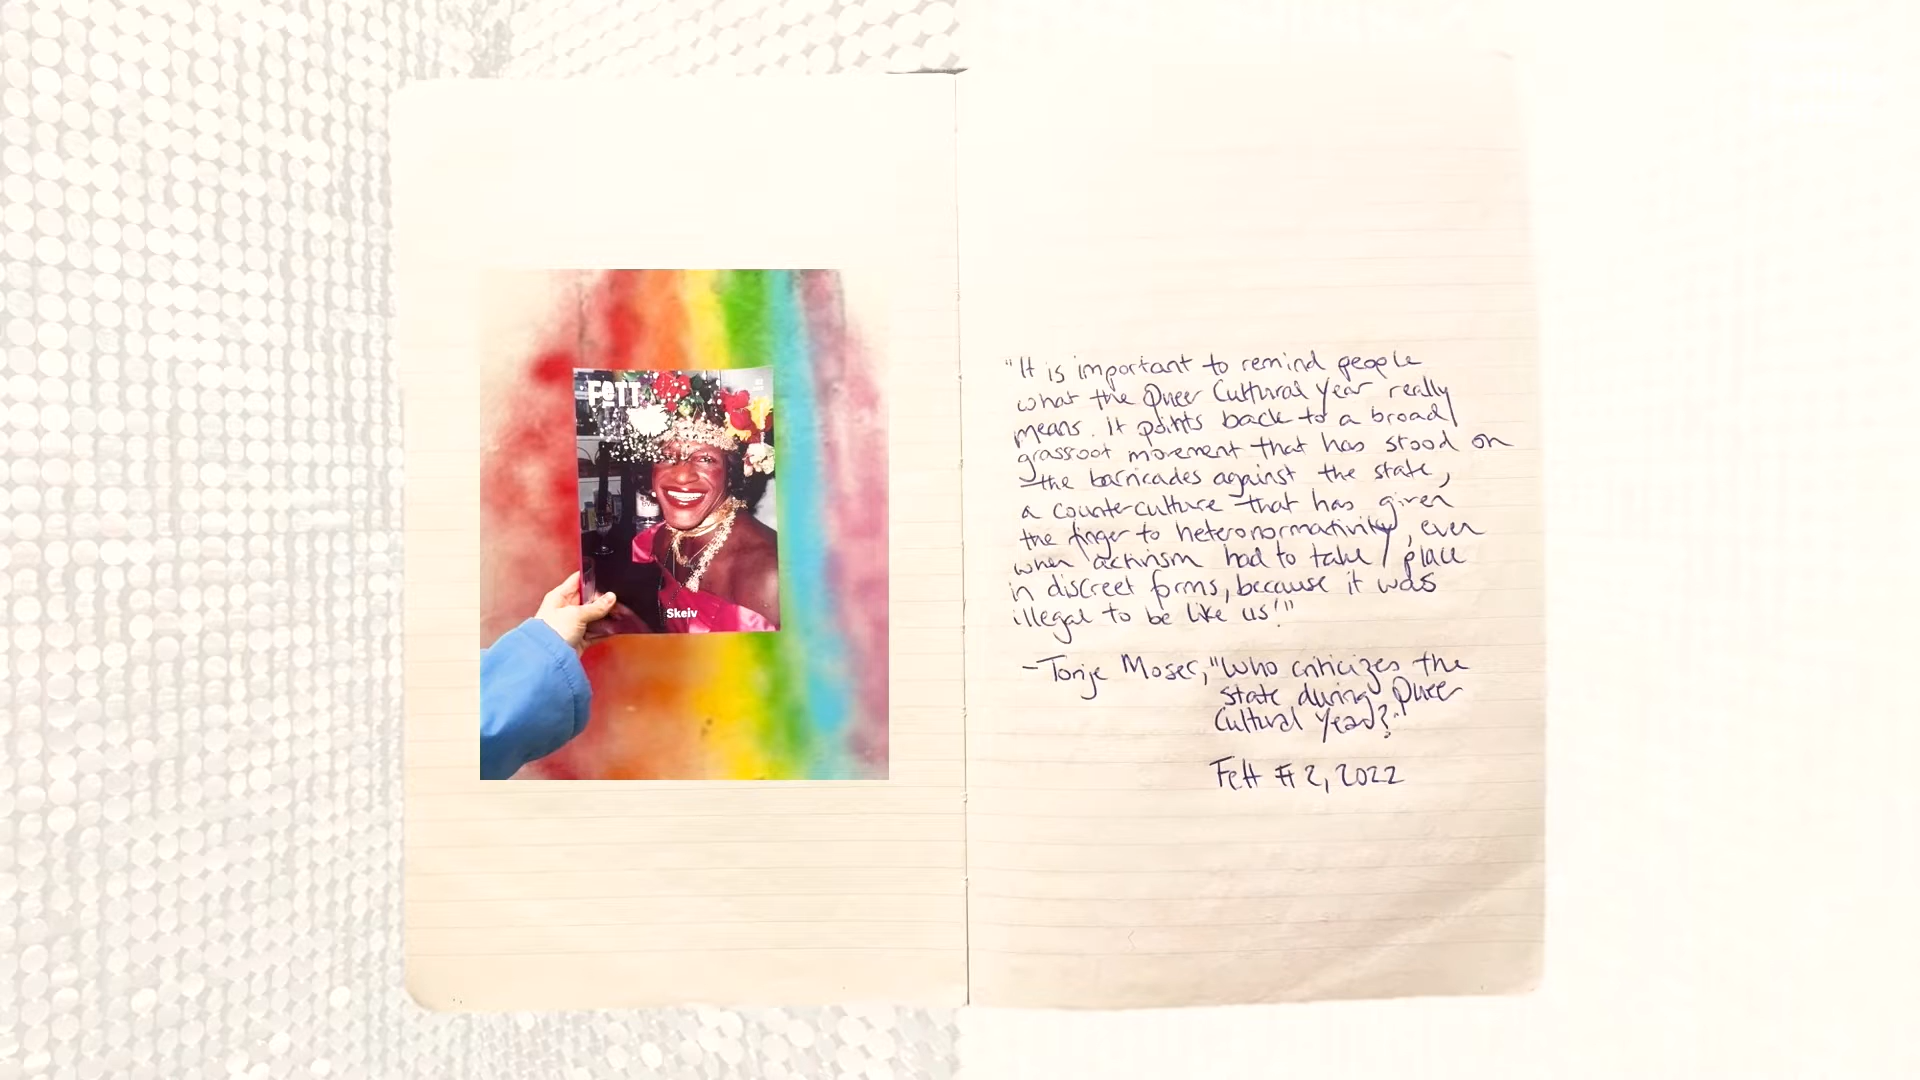 FETT
Skeiv
"It is important to remind people
what the Queer Cultural Year really
means. It points back to a broad
grassroot movement that has stood on
the barricades against the state,
a counterculture that has given
the finger to heteronormativity, even
when activism had to take place
in discreet forms, because it was
illegal to be like us!"
-Tonje Moser, "Who criticizes the
state during Queer
Cultural Year?"
Fett #2, 2022